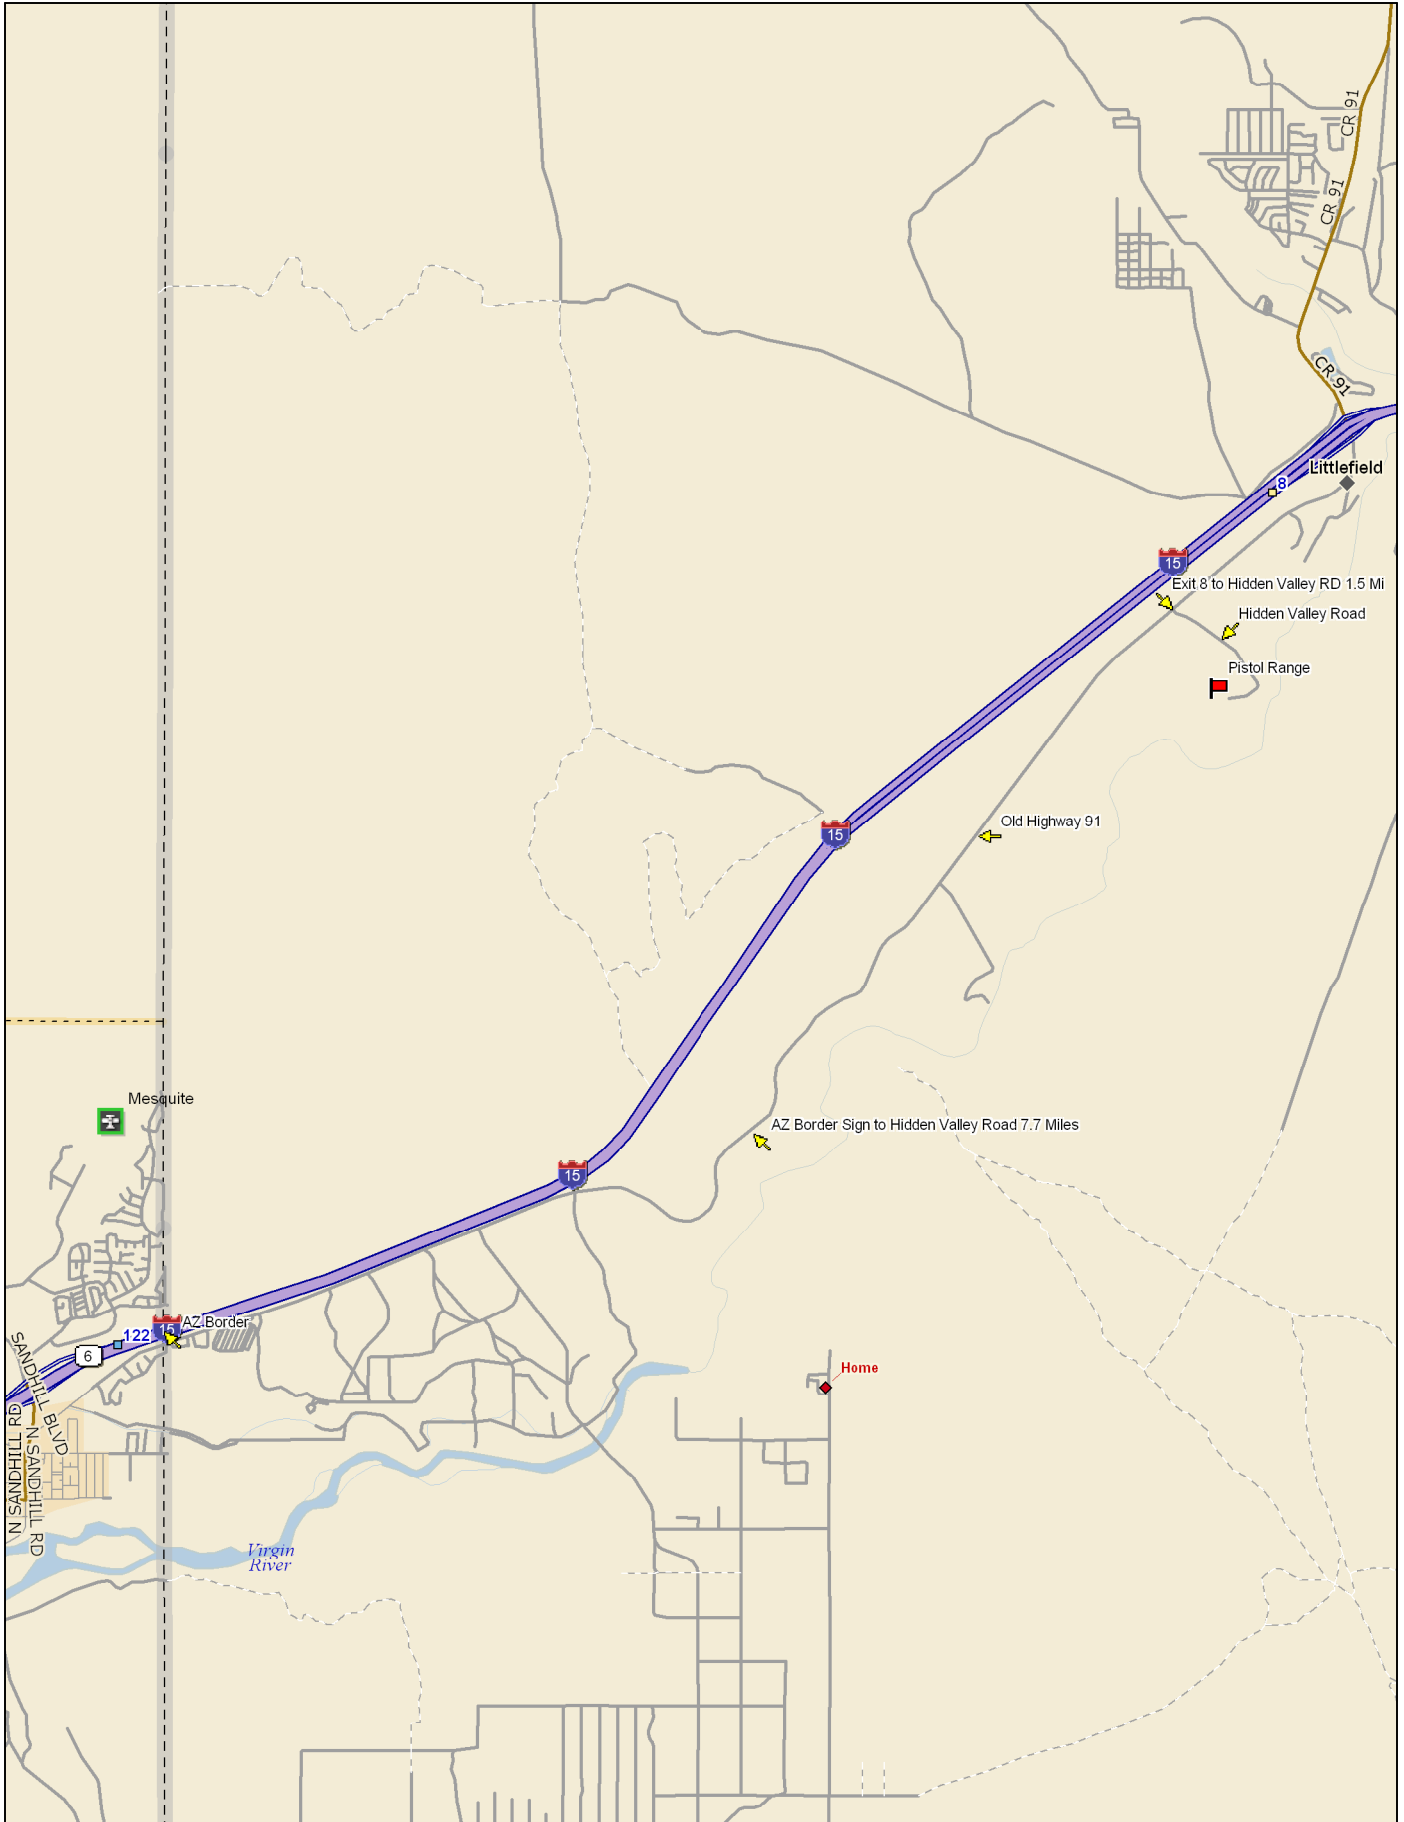 CR 91
CR 91
CR 91
Littlefield
8
15
Exit 8 to Hidden Valley RD 1.5 Mi
Hidden Valley Road
Pistol Range
15
Old Highway 91
Mesquite
AZ Border Sign to Hidden Valley Road 7.7 Miles
15
AZ Border
15
122
6
Home
SANDHILL BLVD
N SANDHILL RD
N SANDHILL RD
Virgin
River